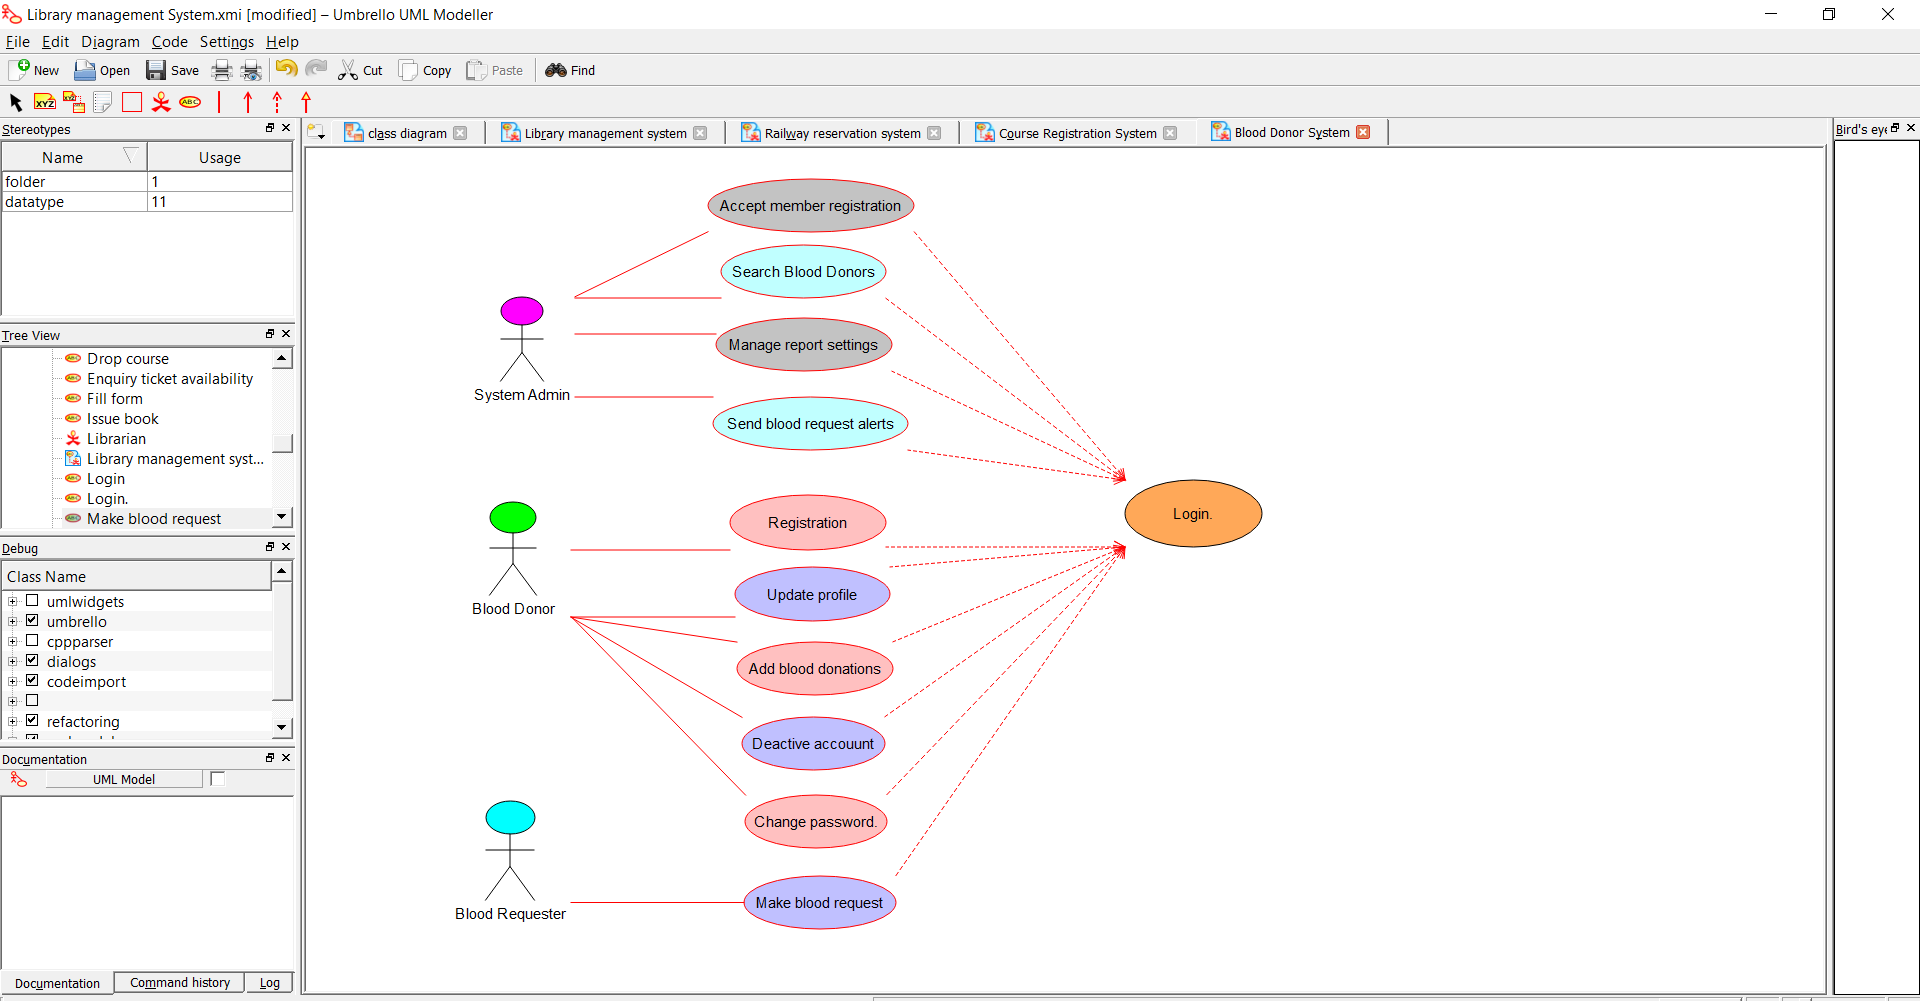 Library management System.xmi [modified] – Umbrello UML Modeller
File Edit Diagram Code Settings Help
New Open Save Cut Copy Paste Find
XYZ XYZ ABC
Stereotypes
Name Usage
folder 1
datatype 11
Tree View
Drop course
Enquiry ticket availability
Fill form
Issue book
Librarian
Library management syst...
Login
Login.
Make blood request
Debug
Class Name
umlwidgets
umbrello
cppparser
dialogs
codeimport
refactoring
Documentation
UML Model
Documentation Command history Log
class diagram Library management system Railway reservation system Course Registration System Blood Donor System
Accept member registration
Search Blood Donors
Manage report settings
System Admin
Send blood request alerts
Login.
Registration
Update profile
Blood Donor
Add blood donations
Deactive accouunt
Change password.
Make blood request
Blood Requester
Bird's eye